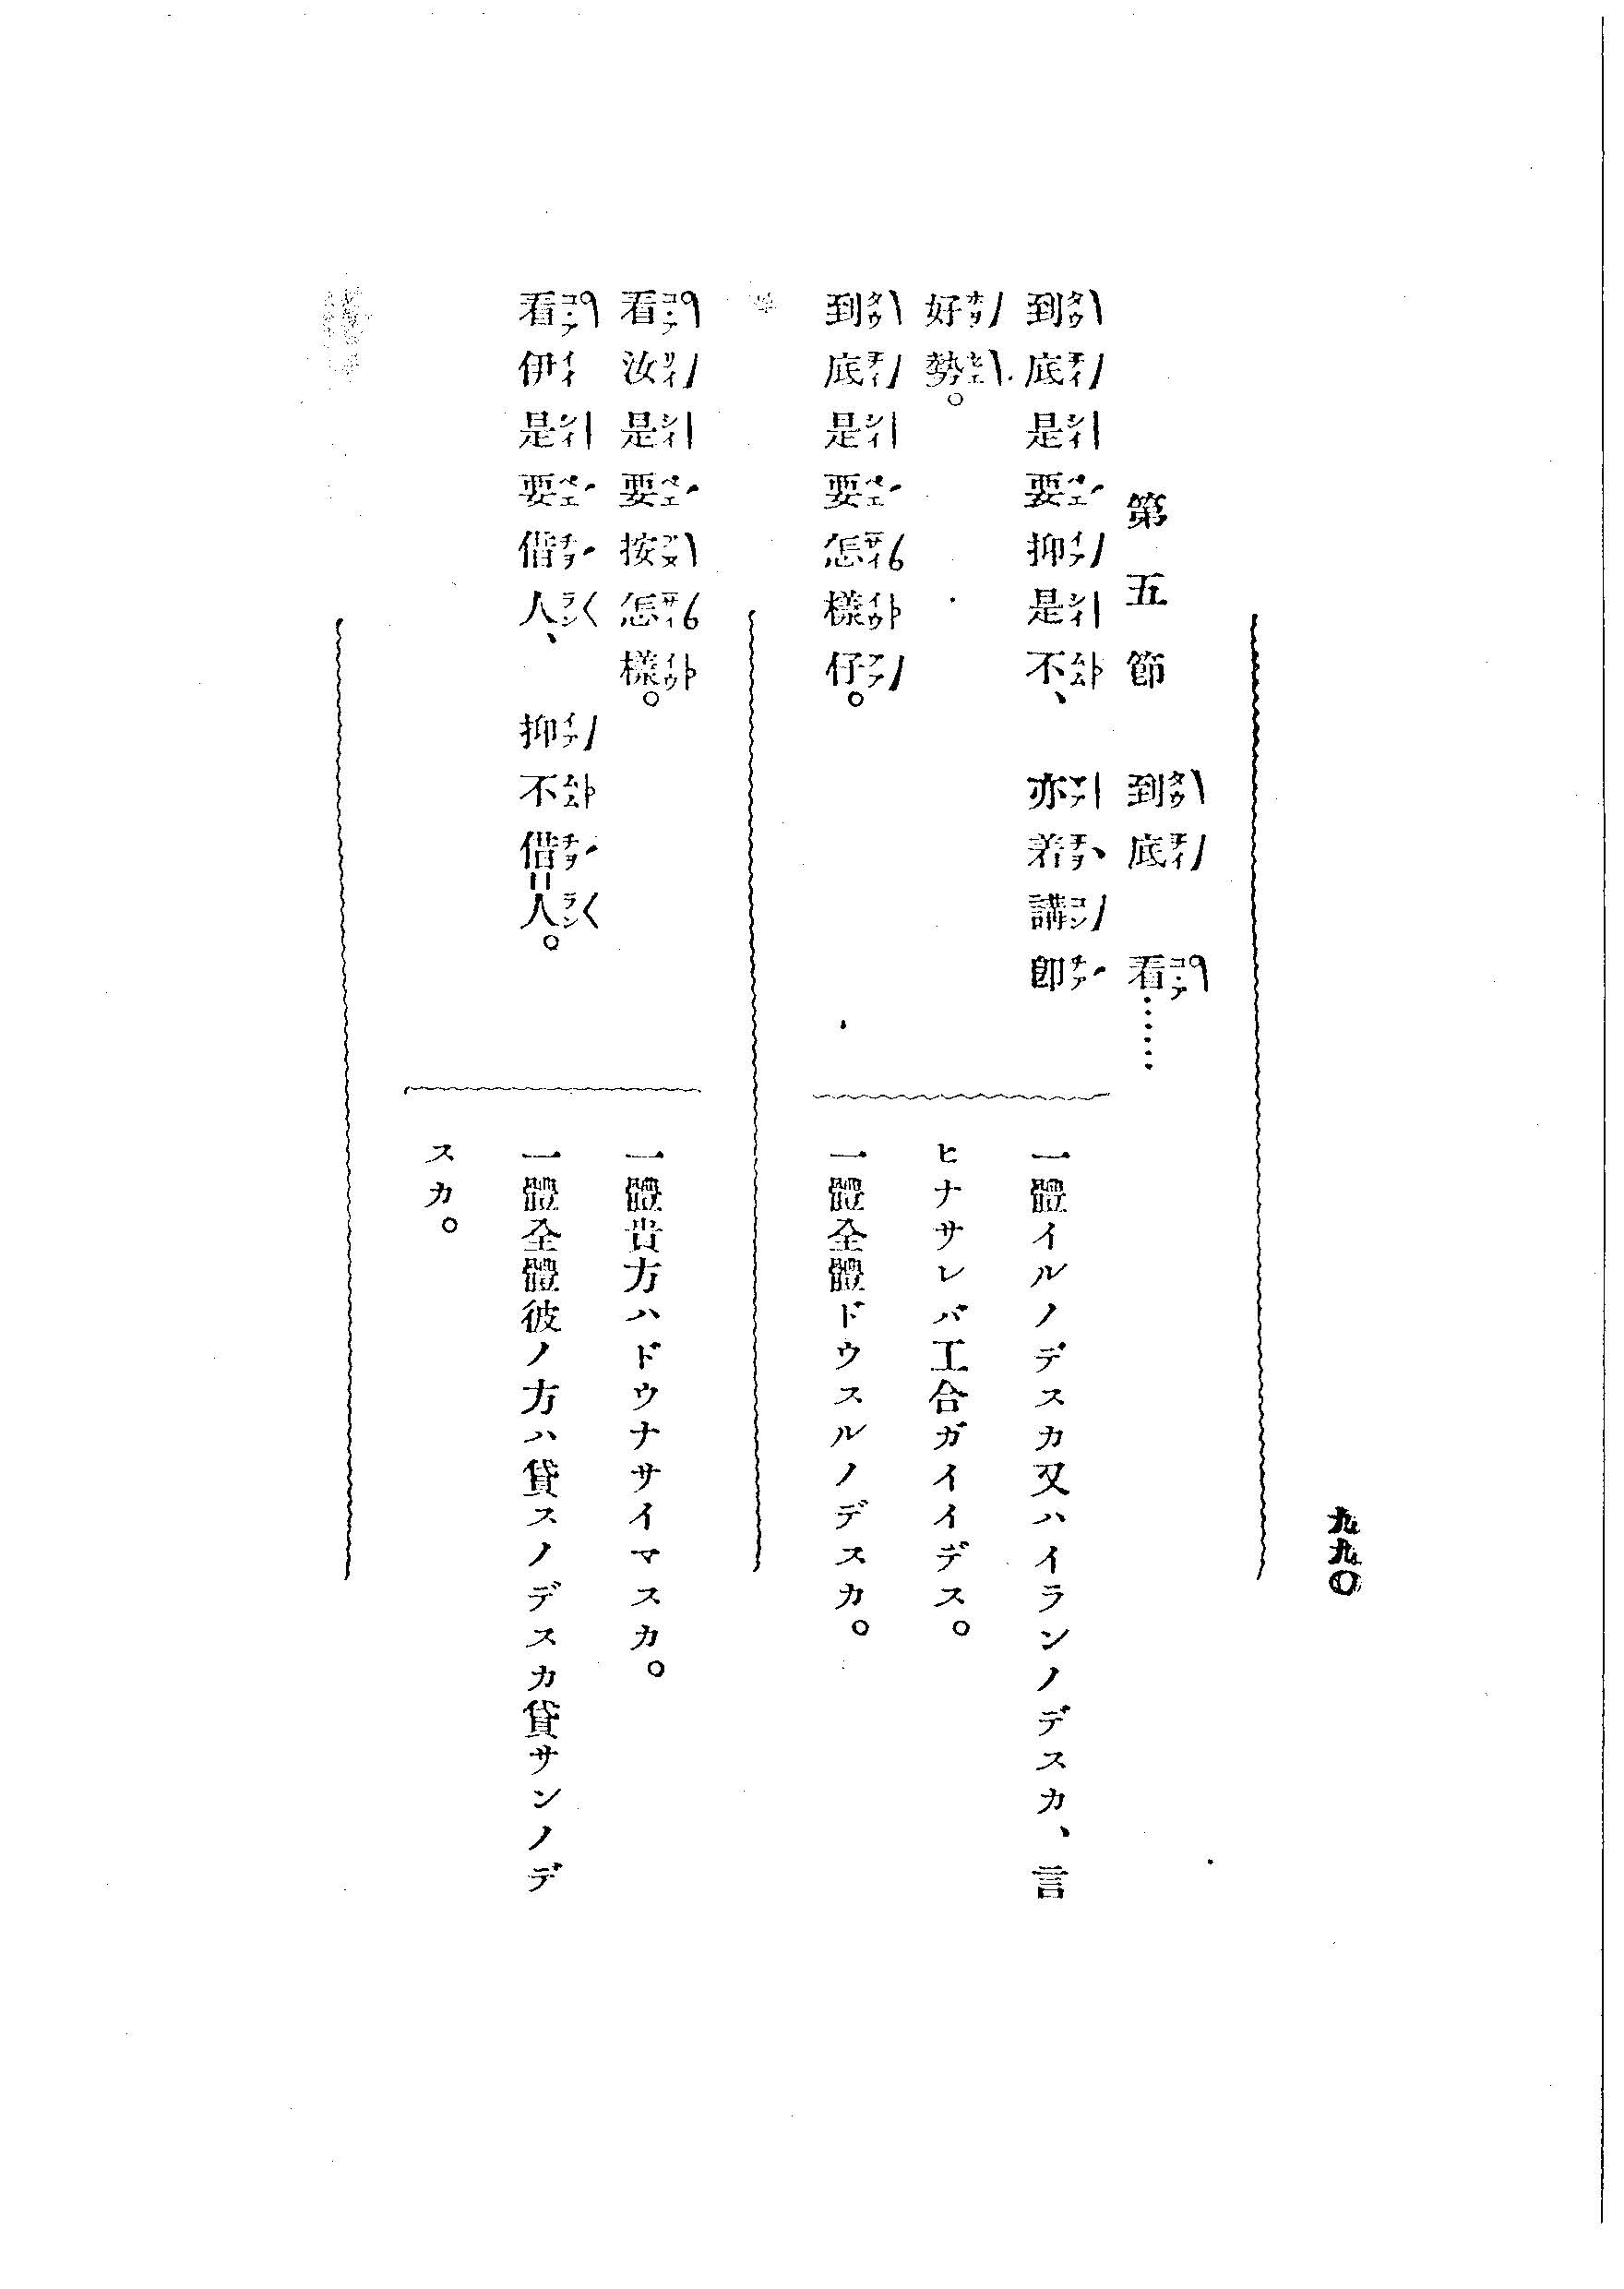 九九〇
第五節　到底　看……
到底是要抑是不、亦着講卽
好勢。
到底是要怎樣仔。
一體イルノデスカ又ハイランノデスカ、言
ヒナサレバ工合ガイイデス。
一體全體ドウスルノデスカ。
看汝是要按怎樣。
看伊是要借人、抑不借=人。
一體貴方ハドウナサイマスカ。
一體全體彼ノ方ハ貸スノデスカ貸サンノデ
スカ。